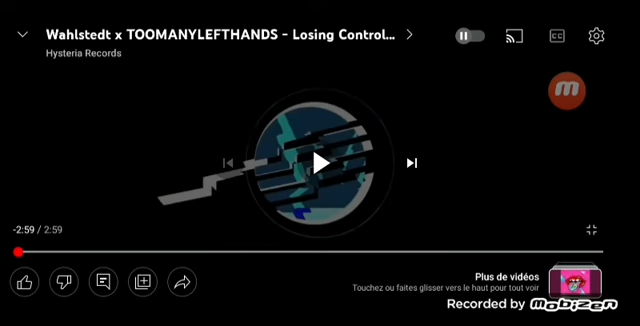 Wahlstedt x TOOMANYLEFTHANDS - Losing Control...
Hysteria Records
CC
m
-2:59 / 2:59
Plus de vidéos
Touchez ou faites glisser vers le haut pour tout voir
Recorded by Mobizen